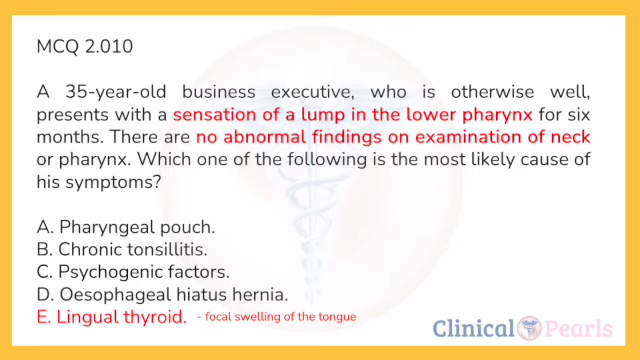 MCQ 2.010
A 35-year-old business executive, who is otherwise well,
presents with a sensation of a lump in the lower pharynx for six
months. There are no abnormal findings on examination of neck
or pharynx. Which one of the following is the most likely cause of
his symptoms?
A. Pharyngeal pouch.
B. Chronic tonsillitis.
C. Psychogenic factors.
D. Oesophageal hiatus hernia.
E. Lingual thyroid. - focal swelling of the tongue
Clinical Pearls